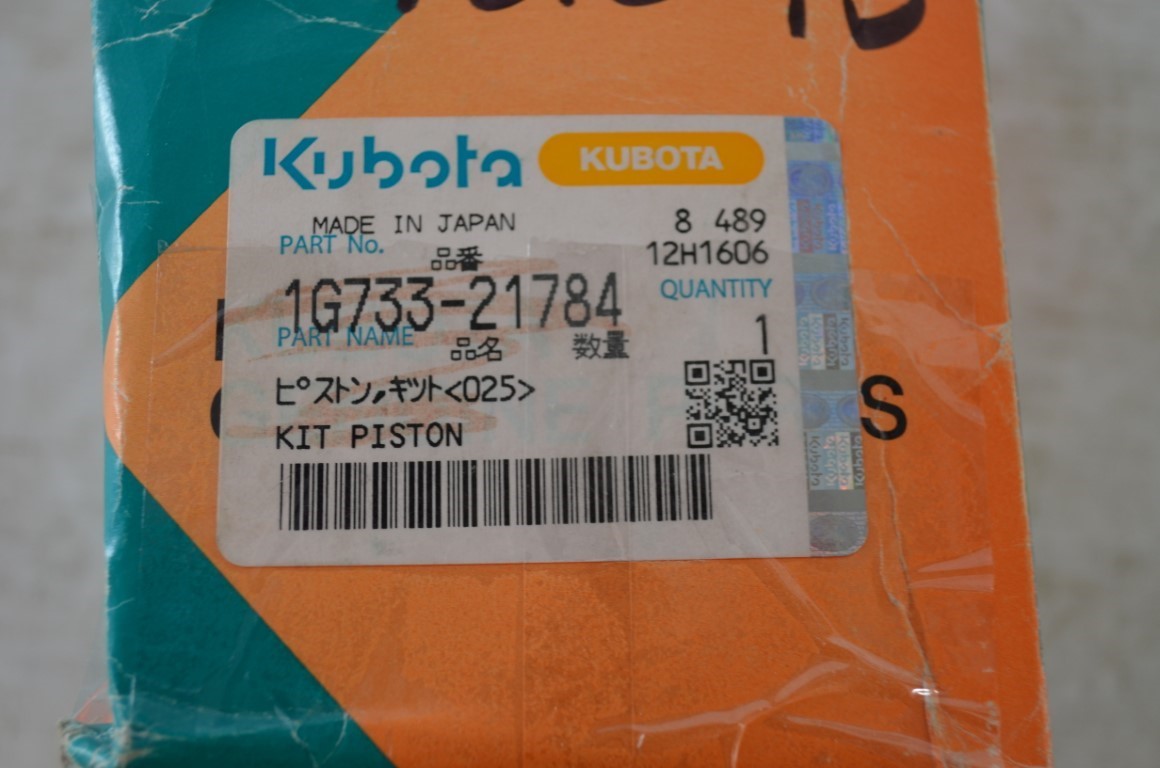 Kubota KUBOTA
MADE IN JAPAN 8 489
PART No. 品番 12H1606
1G733-21784 QUANTITY
PART NAME 品名 数量 1
ピストン,キット<025>
KIT PISTON